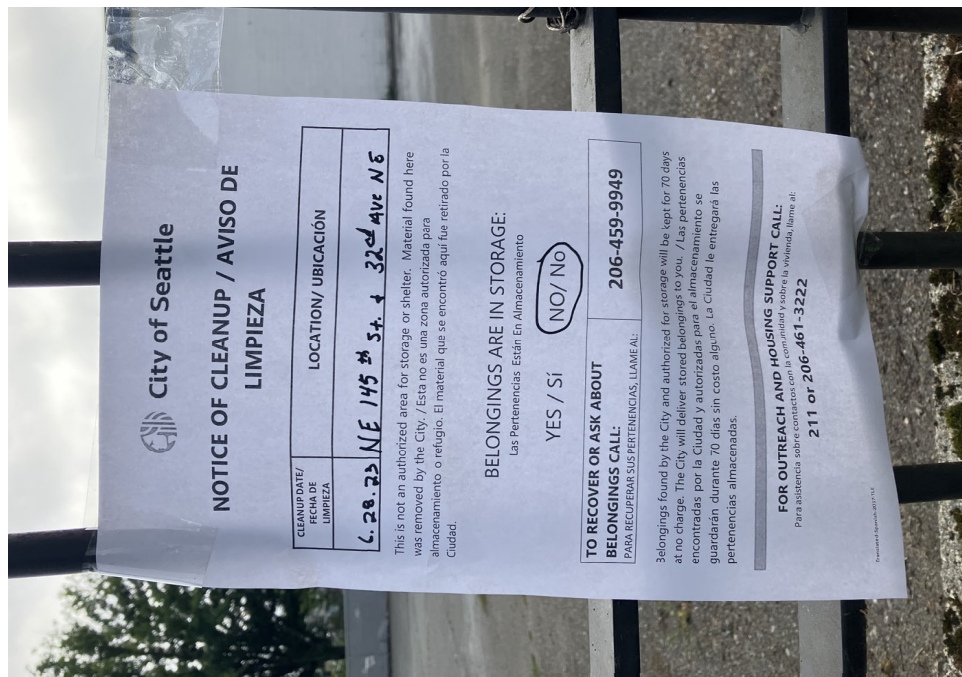 City of Seattle
NOTICE OF CLEANUP / AVISO DE
LIMPIEZA
CLEANUP DATE/
FECHA DE
LIMPIEZA
LOCATION/ UBICACIÓN
6.28.23
NE 145th St. & 32nd Ave NE
This is not an authorized area for storage or shelter. Material found here
was removed by the City. / Esta no es una zona autorizada para
almacenamiento o refugio. El material que se encontró aquí fue retirado por la
Ciudad.
BELONGINGS ARE IN STORAGE:
Las Pertenencias Están En Almacenamiento
YES / Sí NO/ No
TO RECOVER OR ASK ABOUT
BELONGINGS CALL:
PARA RECUPERAR SUS PERTENENCIAS, LLAME AL:
206-459-9949
Belongings found by the City and authorized for storage will be kept for 70 days
at no charge. The City will deliver stored belongings to you. / Las pertenencias
encontradas por la Ciudad y autorizadas para el almacenamiento se
guardarán durante 70 días sin costo alguno. La Ciudad le entregará las
pertenencias almacenadas.
FOR OUTREACH AND HOUSING SUPPORT CALL:
Para asistencia sobre contactos con la comunidad y sobre la vivienda, llame al:
211 or 206-461-3222